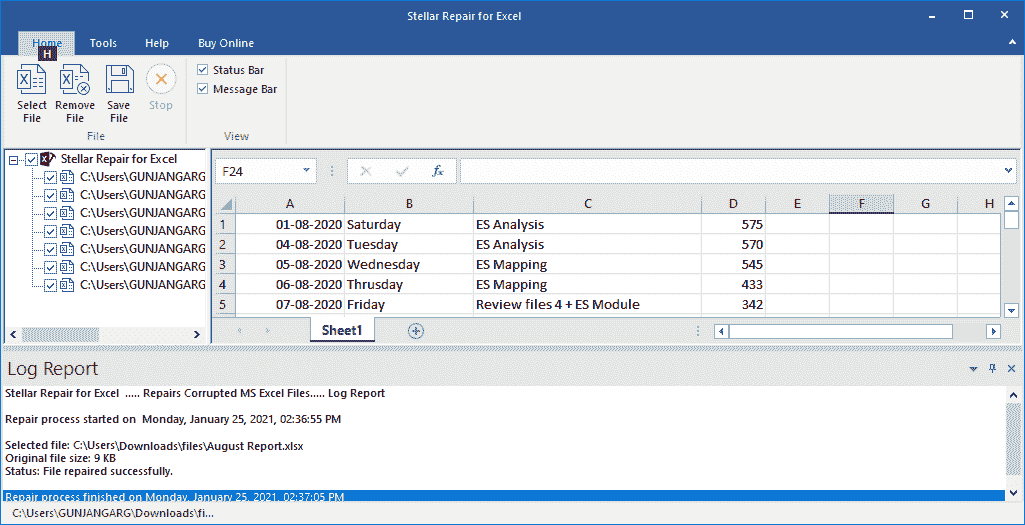 Stellar Repair for Excel
Home Tools Help Buy Online
H
Select File
Remove File
Save File
Stop
File
Status Bar
Message Bar
View
Stellar Repair for Excel
C:\Users\GUNJANGARG
C:\Users\GUNJANGARG
C:\Users\GUNJANGARG
C:\Users\GUNJANGARG
C:\Users\GUNJANGARG
C:\Users\GUNJANGARG
C:\Users\GUNJANGARG
F24 fx
A B C D E F G H
1 01-08-2020 Saturday ES Analysis 575
2 04-08-2020 Tuesday ES Analysis 570
3 05-08-2020 Wednesday ES Mapping 545
4 06-08-2020 Thrusday ES Mapping 433
5 07-08-2020 Friday Review files 4 + ES Module 342
Sheet1
Log Report
Stellar Repair for Excel ..... Repairs Corrupted MS Excel Files..... Log Report
Repair process started on Monday, January 25, 2021, 02:36:55 PM
Selected file: C:\Users\Downloads\files\August Report.xlsx
Original file size: 9 KB
Status: File repaired successfully.
Repair process finished on Monday, January 25, 2021, 02:37:05 PM
C:\Users\GUNJANGARG\Downloads\fi...